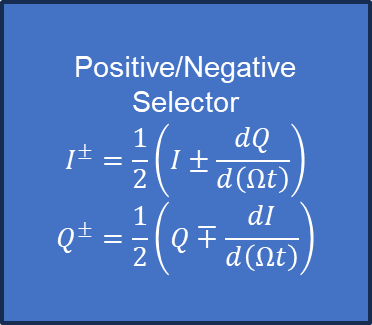 Positive/Negative
Selector
I^± = 1/2 (I ± dQ/d(Ωt))
Q^± = 1/2 (Q ∓ dI/d(Ωt))